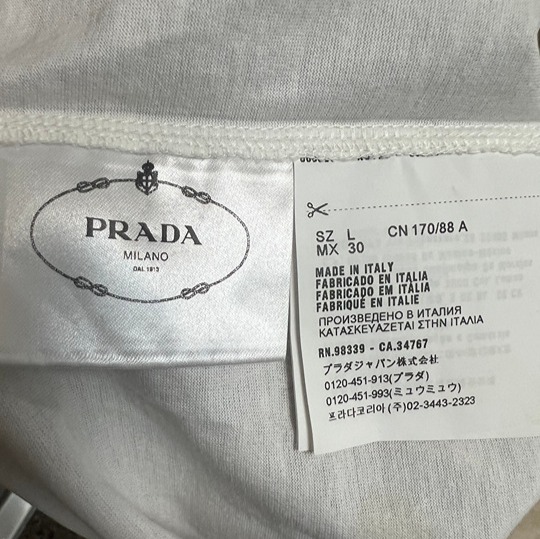 PRADA
MILANO
DAL 1913
SZ L CN 170/88 A
MX 30
MADE IN ITALY
FABRICADO EN ITALIA
FABRICADO EM ITÁLIA
FABRIQUÉ EN ITALIE
ПРОИЗВЕДЕНО В ИТАЛИЯ
ΚΑΤΑΣΚΕΥΑΖΕΤΑΙ ΣΤΗΝ ΙΤΑΛΙΑ
RN.98339 - CA.34767
プラダジャパン株式会社
0120-451-913(プラダ)
0120-451-993(ミュウミュウ)
프라다코리아 (주)02-3443-2323